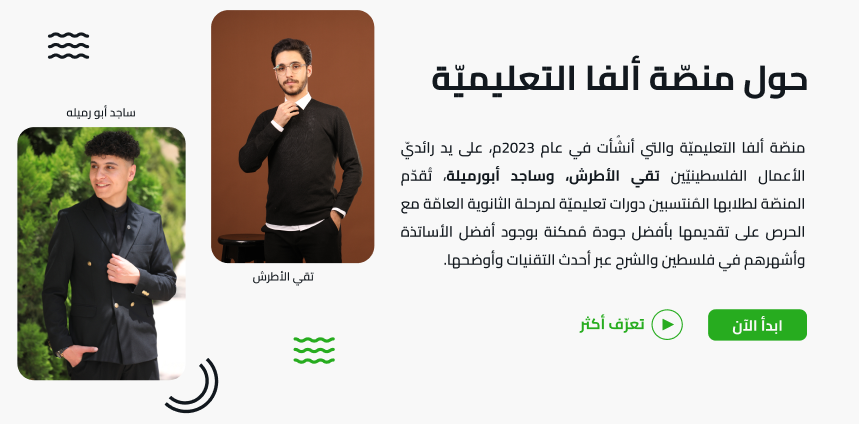 حول منصّة ألفا التعليميّة
منصّة ألفا التعليميّة والتي أُنشأت في عام 2023م، على يد رائديّ
الأعمال الفلسطينيّين تقي الأطرش، وساجد أبورميلة، تُقدّم
المنصّة لطلابها المُنتسبين دورات تعليميّة لمرحلة الثانوية العامّة مع
الحرص على تقديمها بأفضل جودة مُمكنة بوجود أفضل الأساتذة
وأشهرهم في فلسطين والشرح عبر أحدث التقنيات وأوضحها.
ابدأ الآن
تعرّف أكثر
تقي الأطرش
ساجد أبو رميله